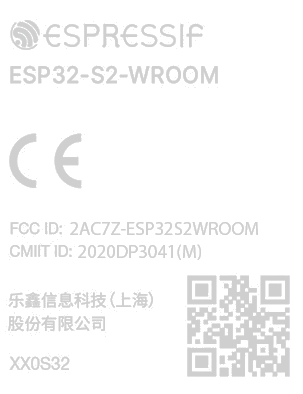 ESPRESSIF
ESP32-S2-WROOM
CE
FCC ID: 2AC7Z-ESP32S2WROOM
CMIIT ID: 2020DP3041(M)
乐鑫信息科技(上海)
股份有限公司
XX0S32